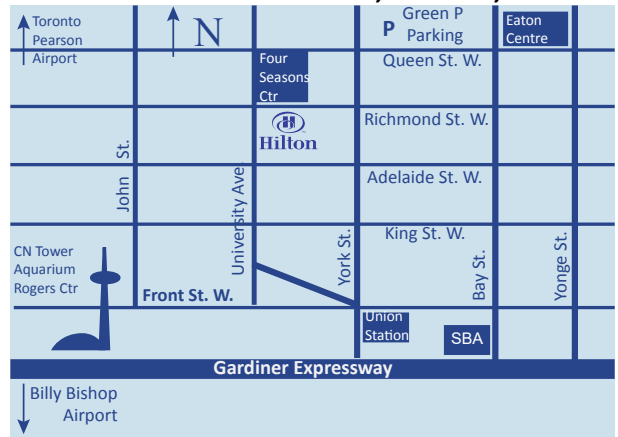 Toronto
Pearson
Airport
N
P
Green P
Parking
Eaton
Centre
Four
Seasons
Ctr
Queen St. W.
H
Hilton
Richmond St. W.
John St.
University Ave.
Adelaide St. W.
York St.
King St. W.
Bay St.
Yonge St.
CN Tower
Aquarium
Rogers Ctr
Front St. W.
Union
Station
SBA
Gardiner Expressway
Billy Bishop
Airport